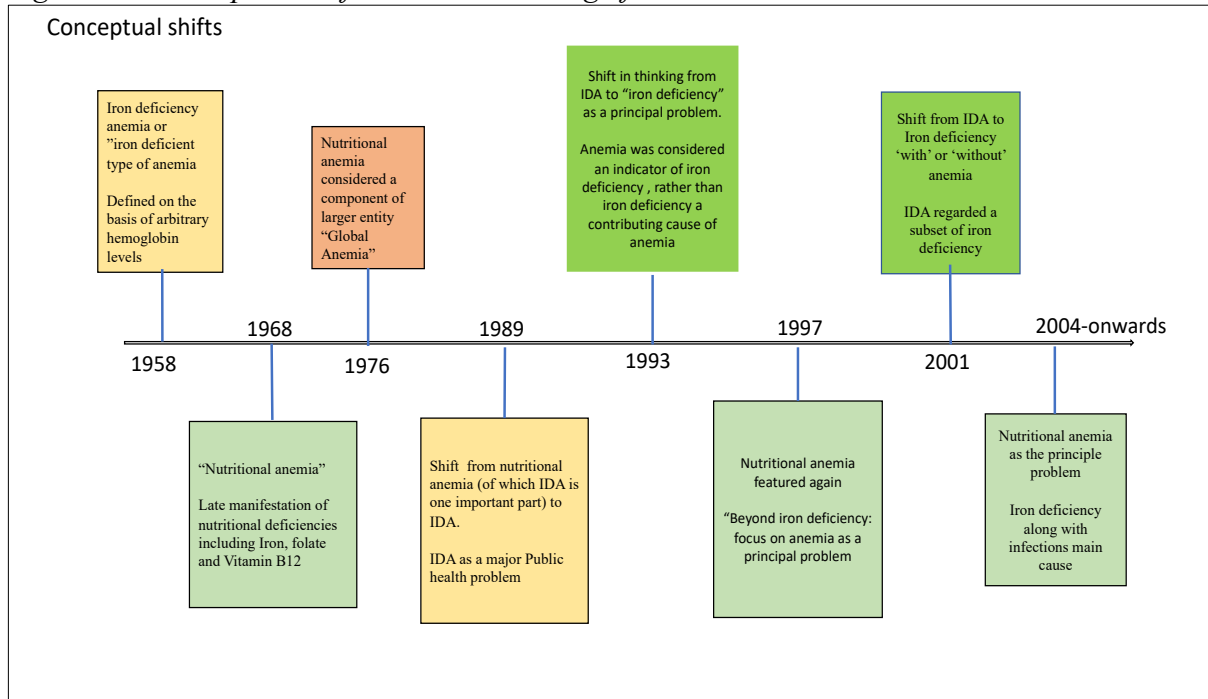 Conceptual shifts
Iron deficiency
anemia or
”iron deficient
type of anemia
Defined on the
basis of arbitrary
hemoglobin
levels
Nutritional
anemia
considered a
component of
larger entity
“Global
Anemia”
Shift in thinking from
IDA to “iron deficiency”
as a principal problem.
Anemia was considered
an indicator of iron
deficiency , rather than
iron deficiency a
contributing cause of
anemia
Shift from IDA to
Iron deficiency
‘with’ or ‘without’
anemia
IDA regarded a
subset of iron
deficiency
1968
1989
1997
2004-onwards
1958
1976
1993
2001
“Nutritional anemia”
Late manifestation of
nutritional deficiencies
including Iron, folate
and Vitamin B12
Shift from nutritional
anemia (of which IDA is
one important part) to
IDA.
IDA as a major Public
health problem
Nutritional anemia
featured again
“Beyond iron deficiency:
focus on anemia as a
principal problem
Nutritional anemia
as the principle
problem
Iron deficiency
along with
infections main
cause